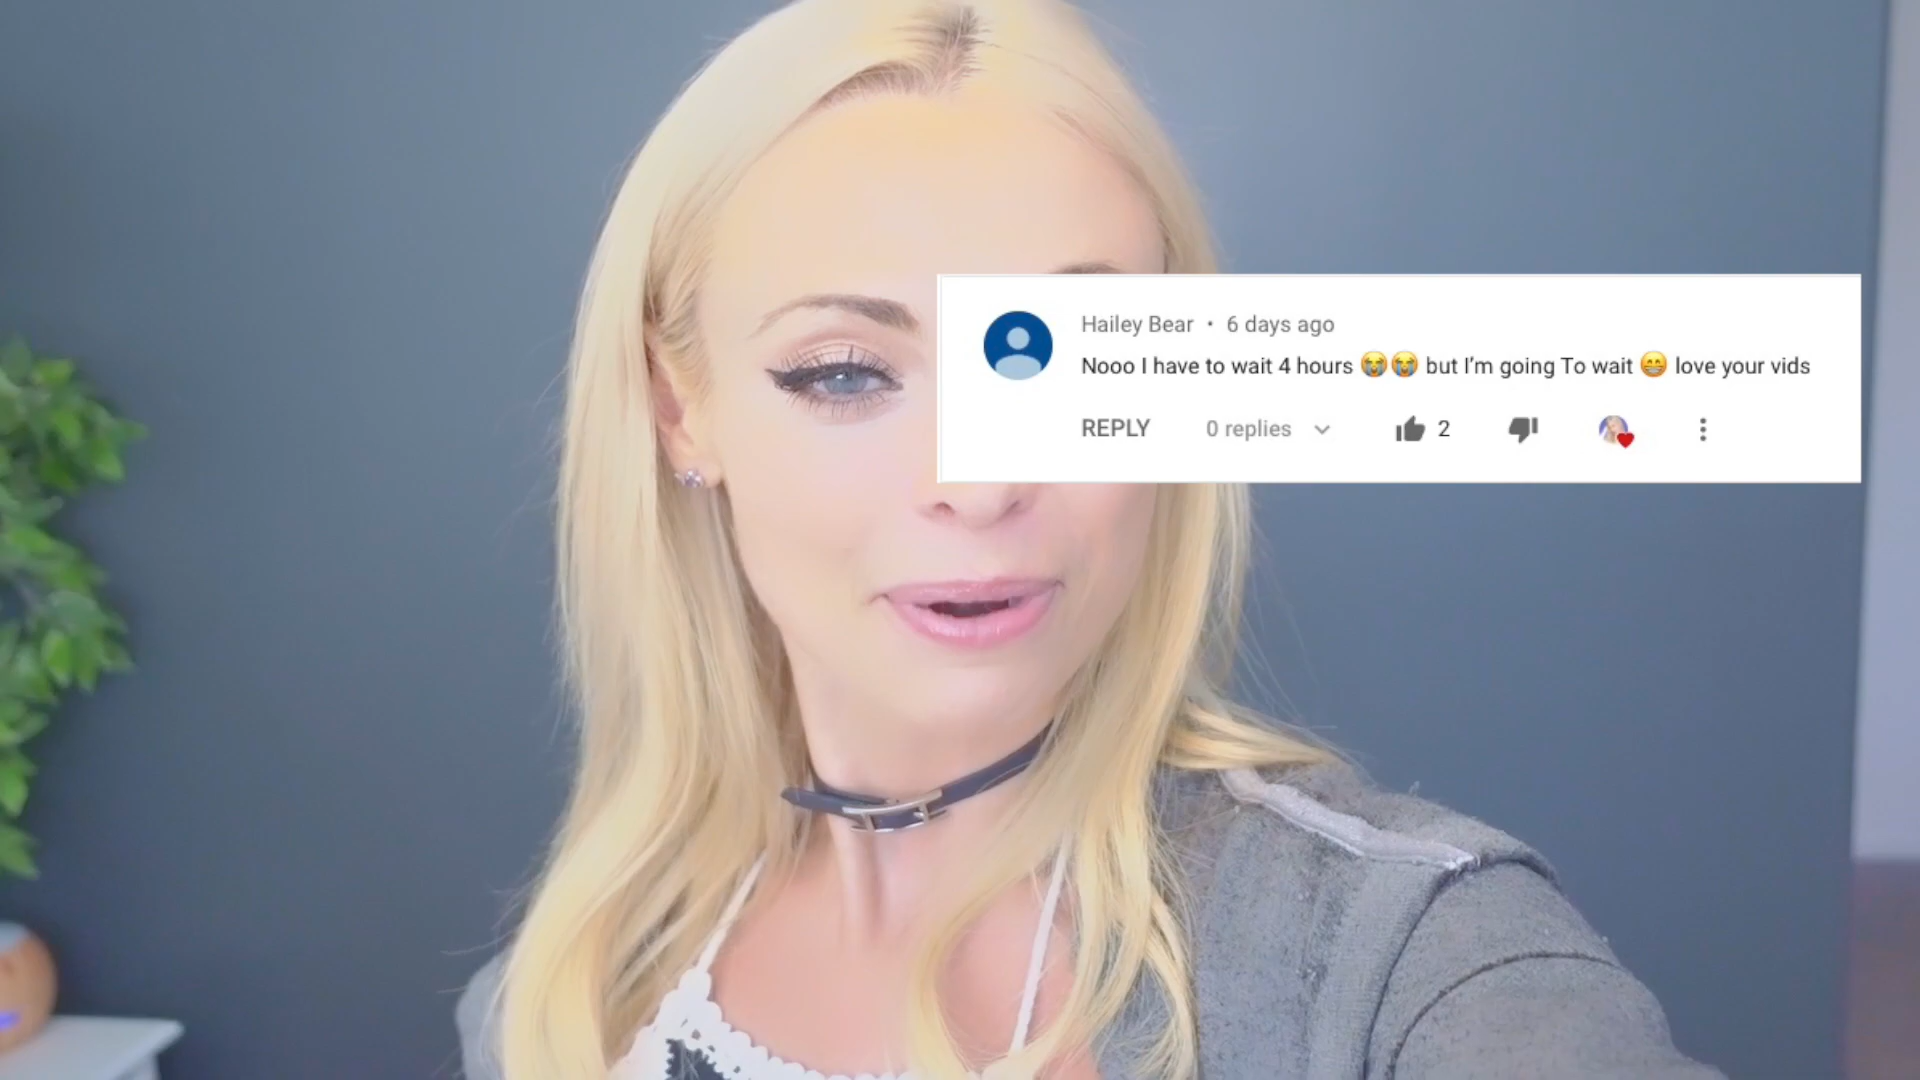 Hailey Bear • 6 days ago
Nooo I have to wait 4 hours 😭😭 but I’m going To wait 😁 love your vids
REPLY 0 replies 2